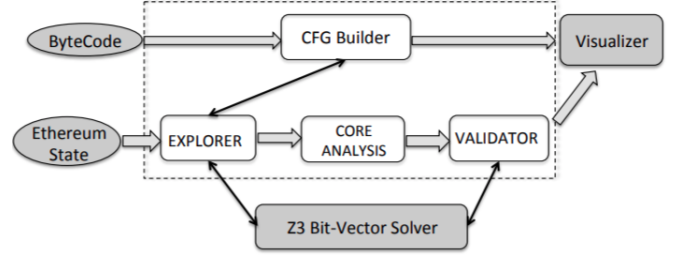 ByteCode
CFG Builder
Visualizer
Ethereum
State
EXPLORER
CORE
ANALYSIS
VALIDATOR
Z3 Bit-Vector Solver